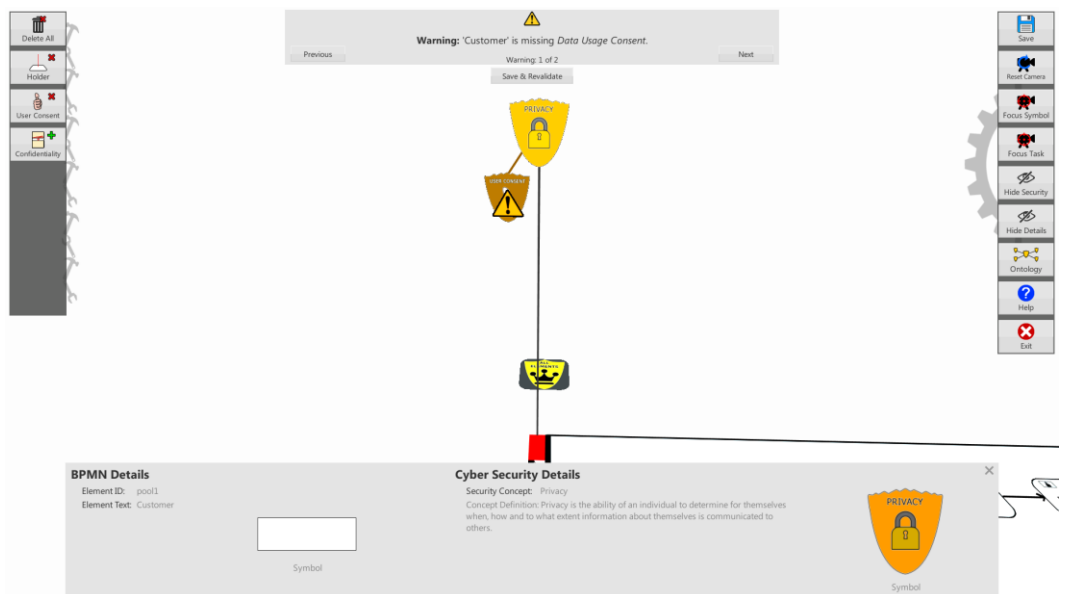 Delete All
Holder
User Consent
Confidentiality
Warning: 'Customer' is missing Data Usage Consent.
Previous
Next
Warning: 1 of 2
Save & Revalidate
PRIVACY
USER CONSENT
ALL
ELEMENTS
Save
Reset Camera
Focus Symbol
Focus Task
Hide Security
Hide Details
Ontology
Help
Exit
BPMN Details
Element ID: pool1
Element Text: Customer
Symbol
Cyber Security Details
Security Concept: Privacy
Concept Definition: Privacy is the ability of an individual to determine for themselves
when, how and to what extent information about themselves is communicated to
others.
PRIVACY
Symbol